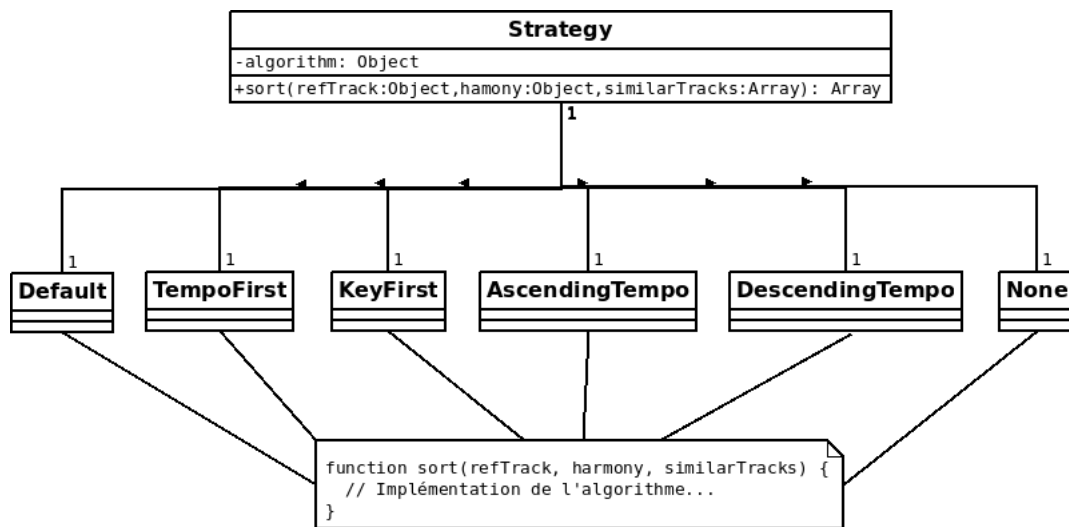 Strategy
-algorithm: Object
+sort(refTrack:Object,hamony:Object,similarTracks:Array): Array
1
1
1
1
1
1
1
Default
TempoFirst
KeyFirst
AscendingTempo
DescendingTempo
None
function sort(refTrack, harmony, similarTracks) {
// Implémentation de l'algorithme...
}